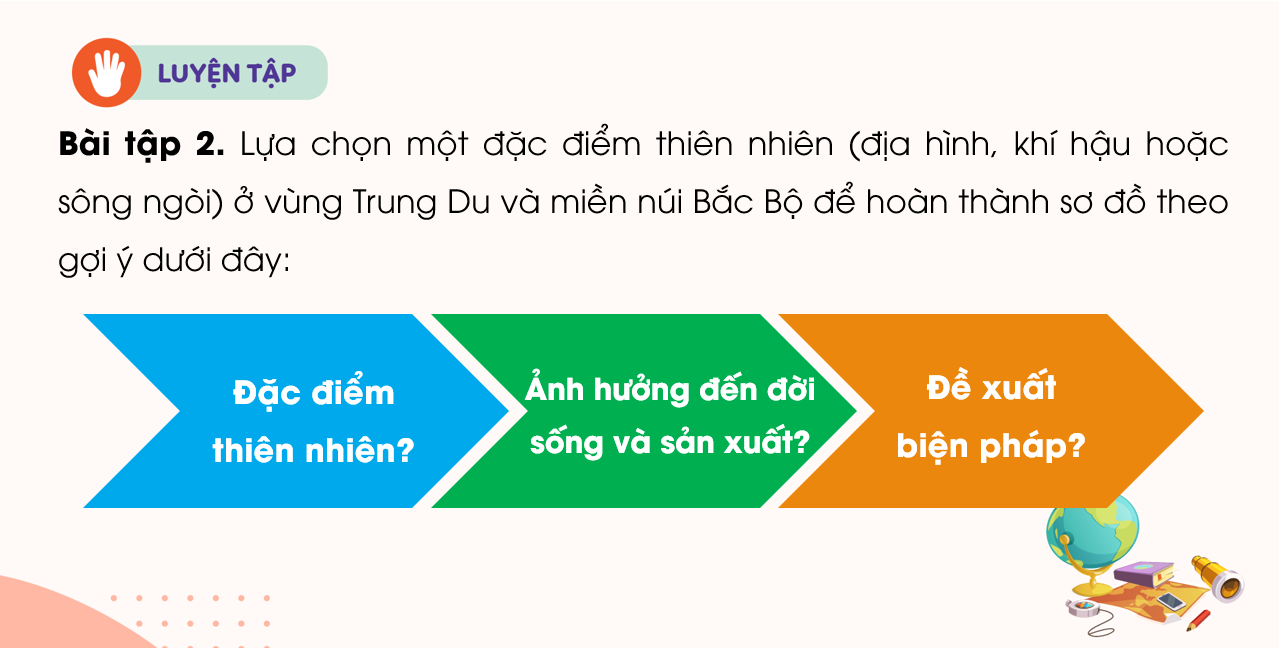 LUYỆN TẬP
Bài tập 2. Lựa chọn một đặc điểm thiên nhiên (địa hình, khí hậu hoặc
sông ngòi) ở vùng Trung Du và miền núi Bắc Bộ để hoàn thành sơ đồ theo
gợi ý dưới đây:
Đặc điểm
thiên nhiên?
Ảnh hưởng đến đời
sống và sản xuất?
Đề xuất
biện pháp?